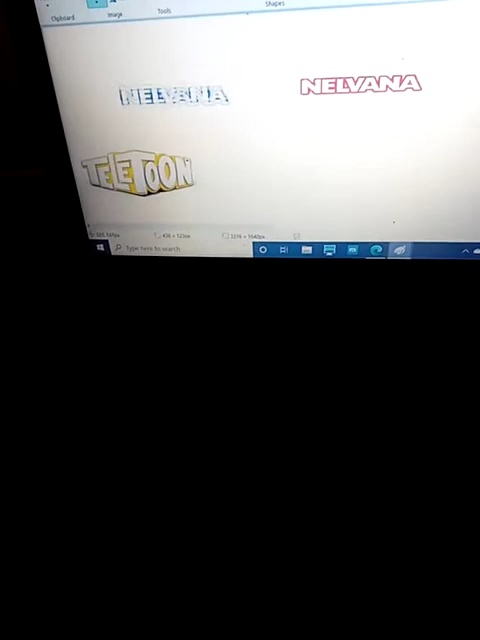 Clipboard
Image
Tools
Shapes
NELVANA
NELVANA
TELETOON
Type here to search